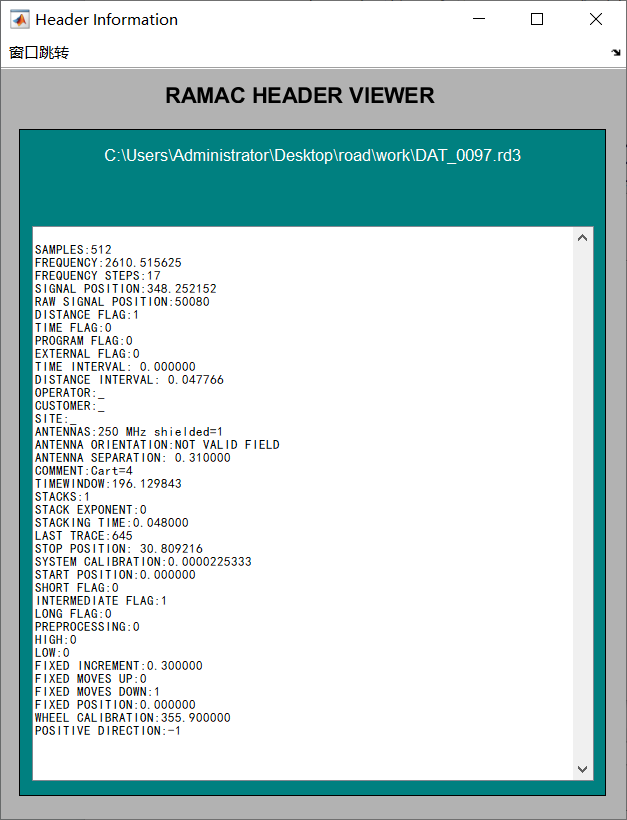 Header Information
窗口跳转
RAMAC HEADER VIEWER
C:\Users\Administrator\Desktop\road\work\DAT_0097.rd3
SAMPLES:512
FREQUENCY:2610.515625
FREQUENCY STEPS:17
SIGNAL POSITION:348.252152
RAW SIGNAL POSITION:50080
DISTANCE FLAG:1
TIME FLAG:0
PROGRAM FLAG:0
EXTERNAL FLAG:0
TIME INTERVAL: 0.000000
DISTANCE INTERVAL: 0.047766
OPERATOR:_
CUSTOMER:_
SITE:_
ANTENNAS:250 MHz shielded=1
ANTENNA ORIENTATION:NOT VALID FIELD
ANTENNA SEPARATION: 0.310000
COMMENT:Cart=4
TIMEWINDOW:196.129843
STACKS:1
STACK EXPONENT:0
STACKING TIME:0.048000
LAST TRACE:645
STOP POSITION: 30.809216
SYSTEM CALIBRATION:0.0000225333
START POSITION:0.000000
SHORT FLAG:0
INTERMEDIATE FLAG:1
LONG FLAG:0
PREPROCESSING:0
HIGH:0
LOW:0
FIXED INCREMENT:0.300000
FIXED MOVES UP:0
FIXED MOVES DOWN:1
FIXED POSITION:0.000000
WHEEL CALIBRATION:355.900000
POSITIVE DIRECTION:-1